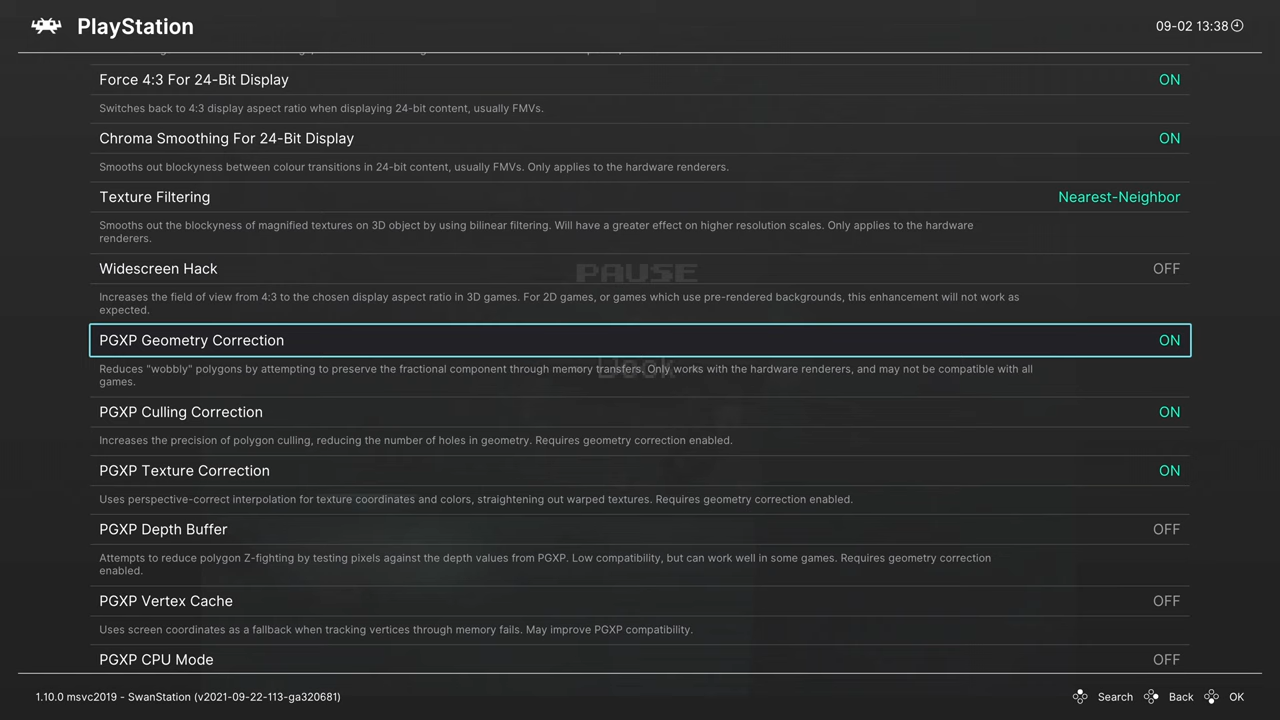 PlayStation
09-02 13:38
Force 4:3 For 24-Bit Display ON
Switches back to 4:3 display aspect ratio when displaying 24-bit content, usually FMVs.
Chroma Smoothing For 24-Bit Display ON
Smooths out blockyness between colour transitions in 24-bit content, usually FMVs. Only applies to the hardware renderers.
Texture Filtering Nearest-Neighbor
Smooths out the blockyness of magnified textures on 3D object by using bilinear filtering. Will have a greater effect on higher resolution scales. Only applies to the hardware
renderers.
Widescreen Hack OFF
PAUSE
Increases the field of view from 4:3 to the chosen display aspect ratio in 3D games. For 2D games, or games which use pre-rendered backgrounds, this enhancement will not work as
expected.
PGXP Geometry Correction ON
Reduces "wobbly" polygons by attempting to preserve the fractional component through memory transfers. Only works with the hardware renderers, and may not be compatible with all
games.
PGXP Culling Correction ON
Increases the precision of polygon culling, reducing the number of holes in geometry. Requires geometry correction enabled.
PGXP Texture Correction ON
Uses perspective-correct interpolation for texture coordinates and colors, straightening out warped textures. Requires geometry correction enabled.
PGXP Depth Buffer OFF
Attempts to reduce polygon Z-fighting by testing pixels against the depth values from PGXP. Low compatibility, but can work well in some games. Requires geometry correction
enabled.
PGXP Vertex Cache OFF
Uses screen coordinates as a fallback when tracking vertices through memory fails. May improve PGXP compatibility.
PGXP CPU Mode OFF
1.10.0 msvc2019 - SwanStation (v2021-09-22-113-ga320681)
Search Back OK